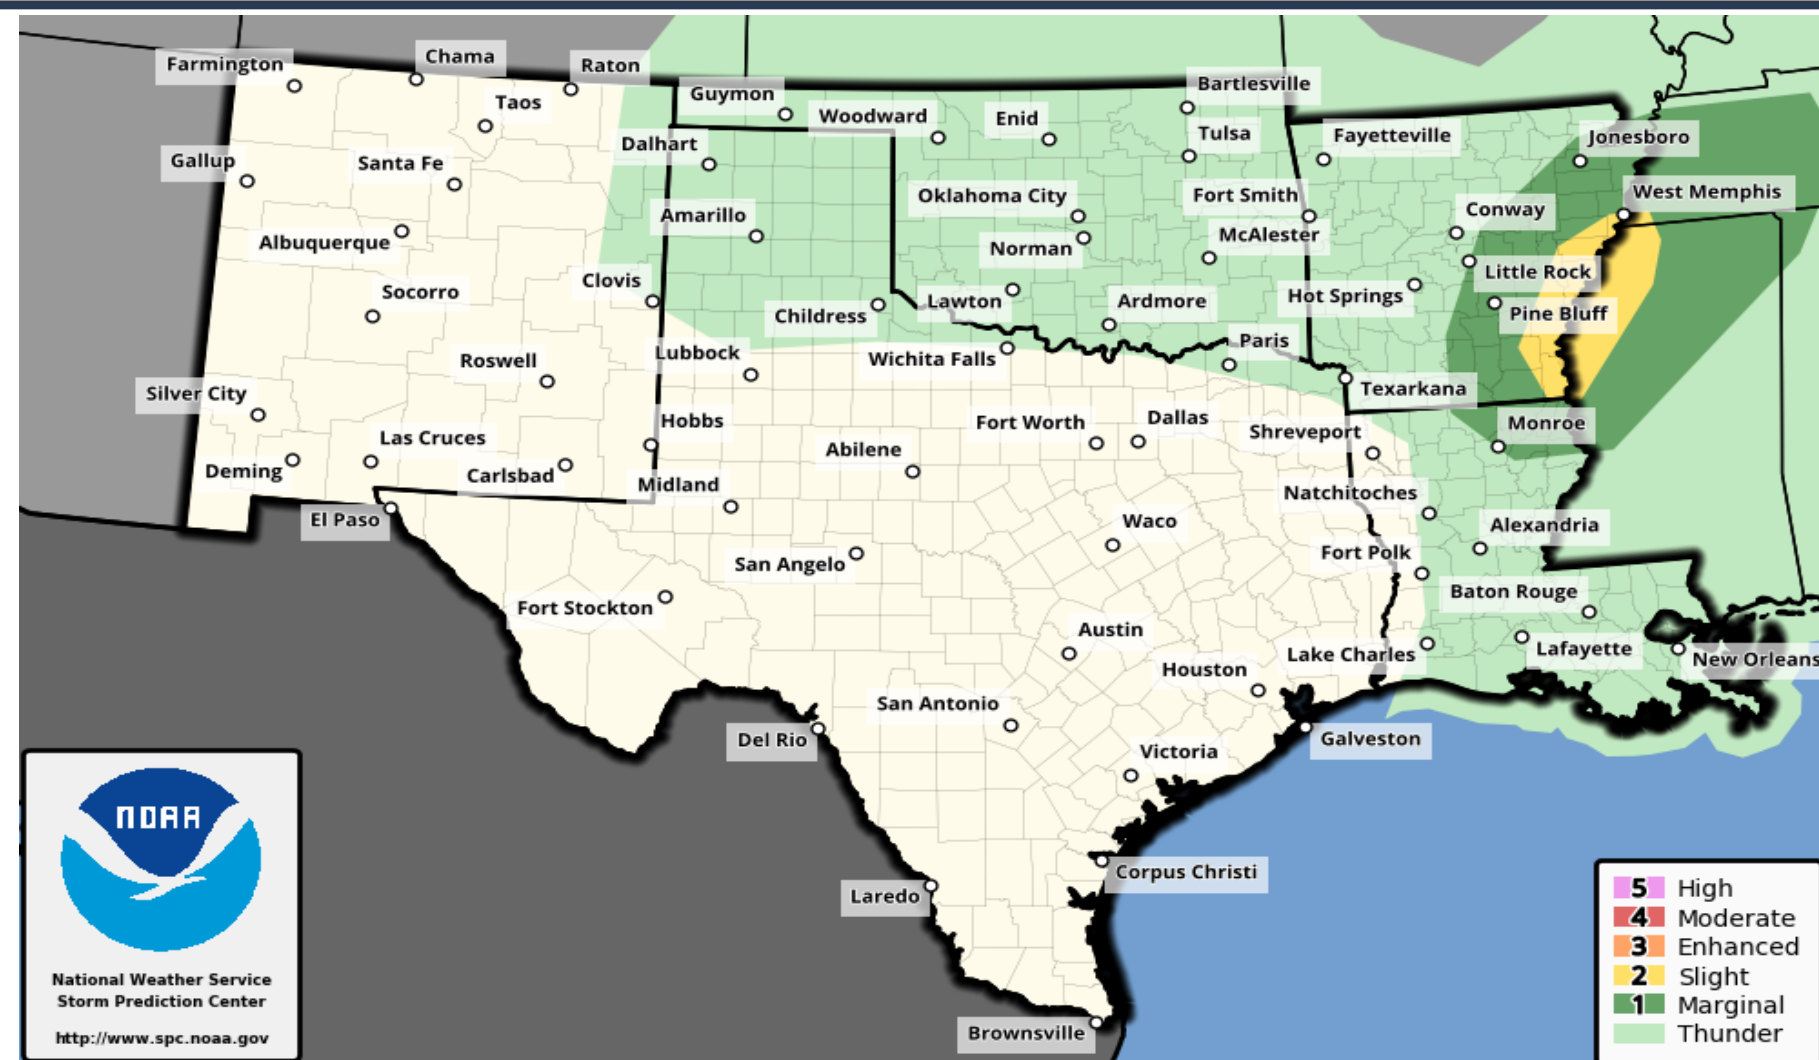 Farmington
Chama
Raton
Taos
Guymon
Woodward
Enid
Bartlesville
Tulsa
Fayetteville
Jonesboro
Gallup
Santa Fe
Dalhart
Oklahoma City
Fort Smith
West Memphis
Conway
Albuquerque
Amarillo
Norman
McAlester
Little Rock
Socorro
Clovis
Childress
Lawton
Ardmore
Hot Springs
Pine Bluff
Roswell
Lubbock
Wichita Falls
Paris
Silver City
Texarkana
Hobbs
Fort Worth
Dallas
Shreveport
Monroe
Las Cruces
Abilene
Deming
Carlsbad
Midland
Natchitoches
El Paso
Waco
Alexandria
San Angelo
Fort Polk
Fort Stockton
Baton Rouge
Austin
Lake Charles
Lafayette
New Orleans
Houston
San Antonio
Del Rio
Victoria
Galveston
Corpus Christi
Laredo
Brownsville
NOAA
National Weather Service
Storm Prediction Center
http://www.spc.noaa.gov
5 High
4 Moderate
3 Enhanced
2 Slight
1 Marginal
Thunder